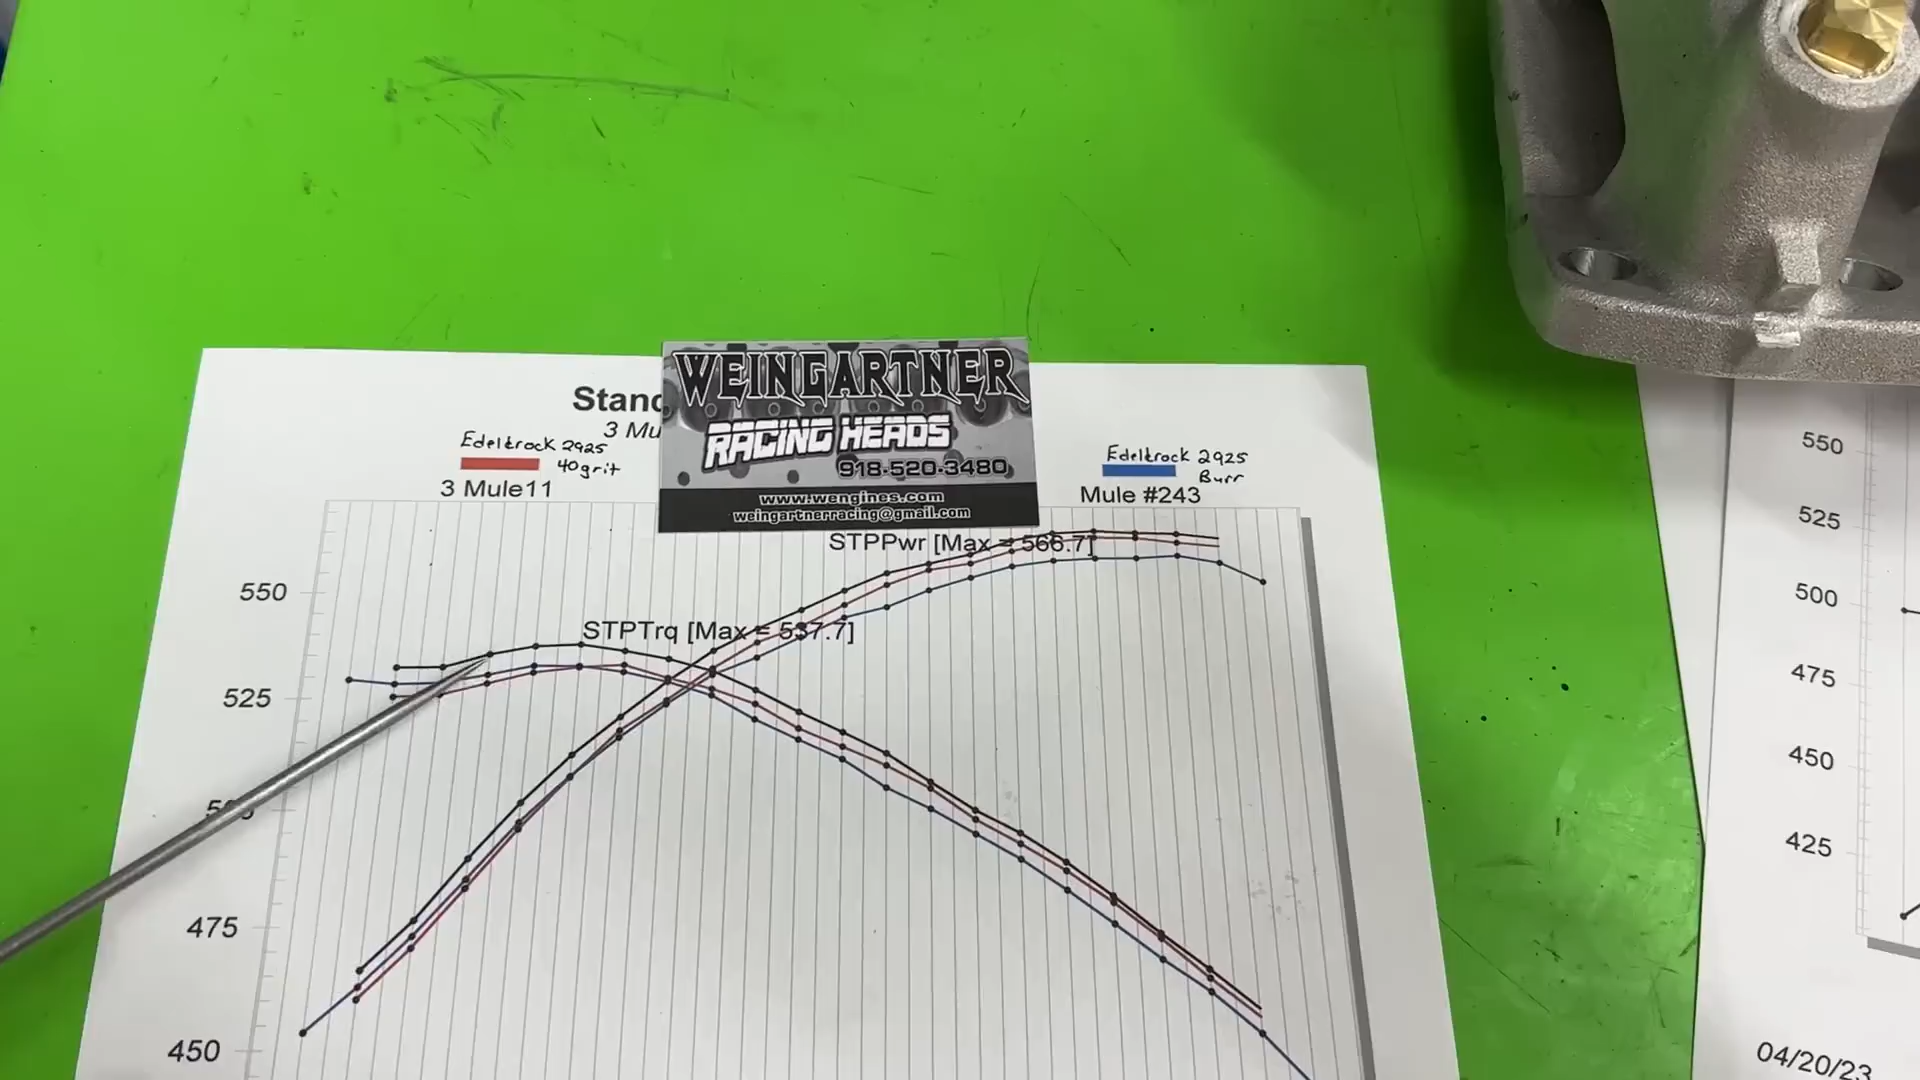 Stand
3 Mu
Edelbrock 2925
40grit
3 Mule11
WEINGARTNER
RACING HEADS
918-520-3480
www.wengines.com
weingartnerracing@gmail.com
Edelbrock 2925
Burr
Mule #243
STPPwr [Max = 566.7]
STPTrq [Max = 537.7]
550
525
500
475
450
550
525
500
475
450
425
04/20/23